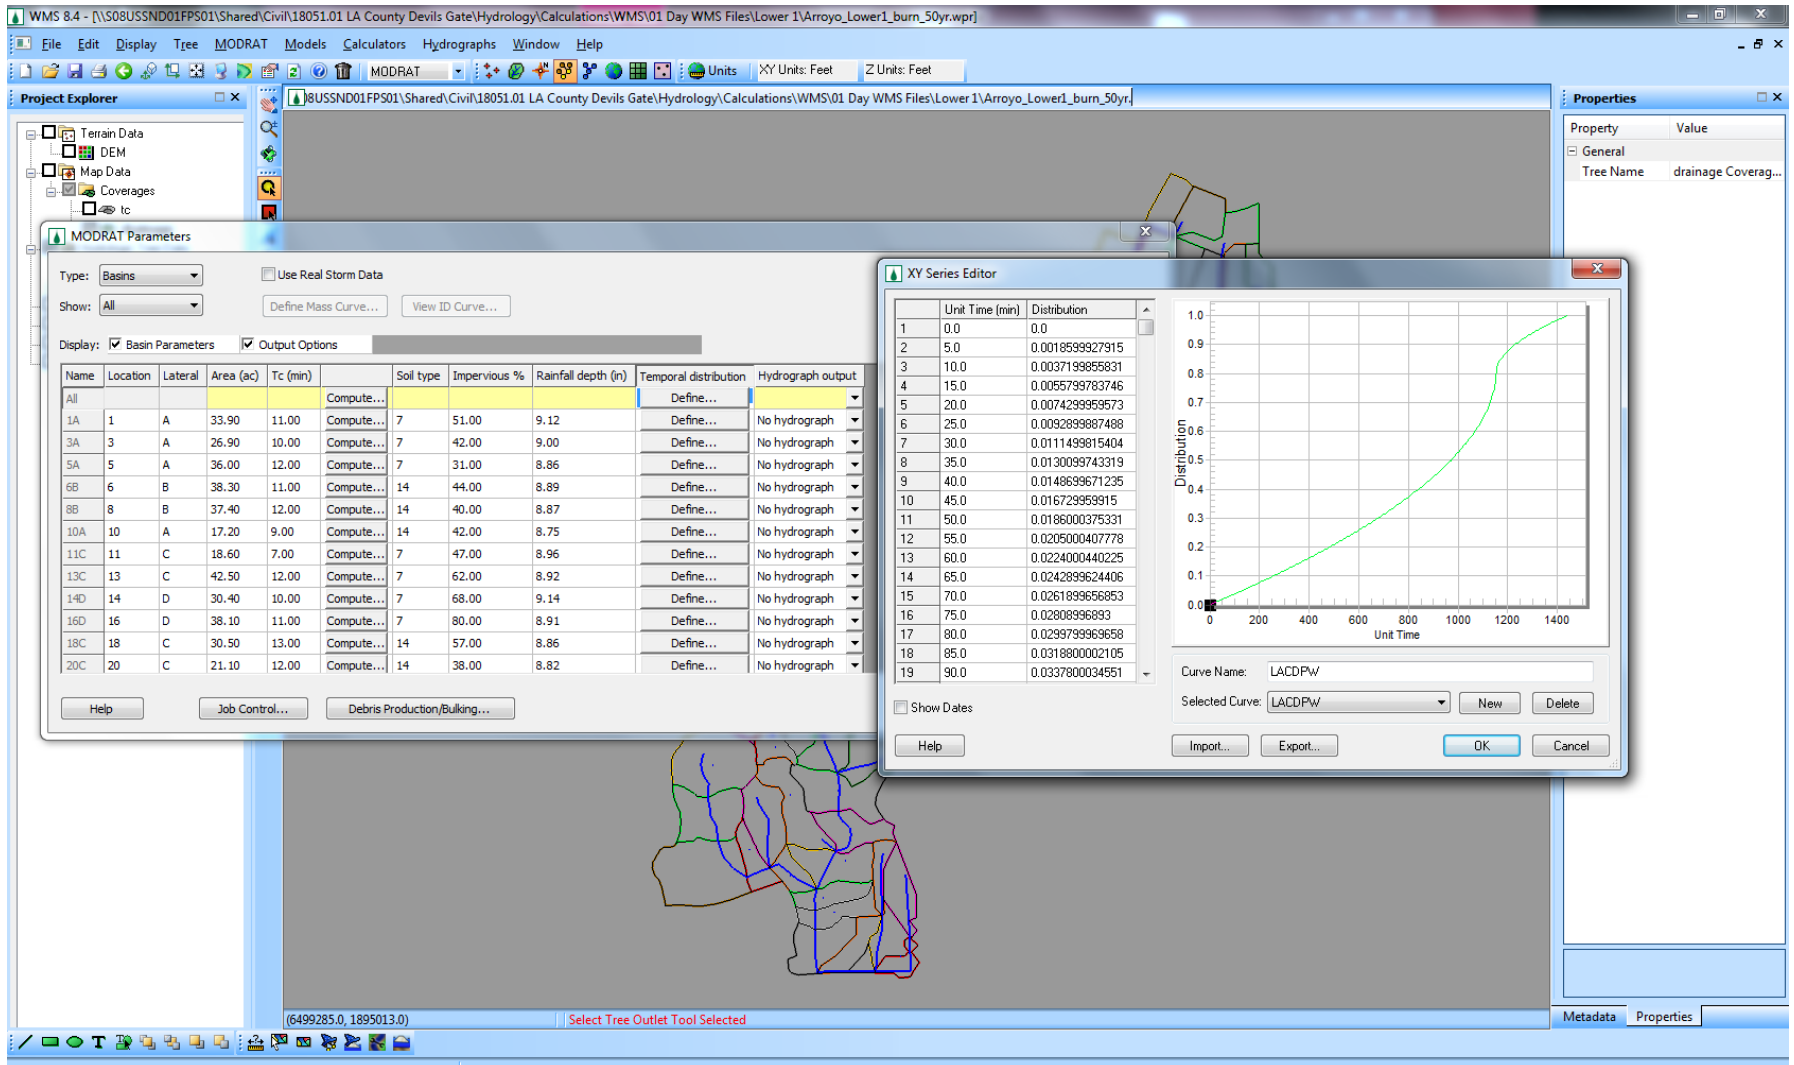 WMS 8.4 - [\\S08USSND01FPS01\Shared\Civil\18051.01 LA County Devils Gate\Hydrology\Calculations\WMS\01 Day WMS Files\Lower 1\Arroyo_Lower1_burn_50yr.wpr]
File Edit Display Tree MODRAT Models Calculators Hydrographs Window Help
MODRAT Units XY Units: Feet Z Units: Feet
Project Explorer
)8USSND01FPS01\Shared\Civil\18051.01 LA County Devils Gate\Hydrology\Calculations\WMS\01 Day WMS Files\Lower 1\Arroyo_Lower1_burn_50yr.
Properties
Terrain Data
DEM
Map Data
Coverages
tc
Property Value
General
Tree Name drainage Coverag...
MODRAT Parameters
Type: Basins Use Real Storm Data
Show: All Define Mass Curve... View ID Curve...
Display: Basin Parameters Output Options
Name Location Lateral Area (ac) Tc (min) Soil type Impervious % Rainfall depth (in) Temporal distribution Hydrograph output
All Compute... Define...
1A 1 A 33.90 11.00 Compute... 7 51.00 9.12 Define... No hydrograph
3A 3 A 26.90 10.00 Compute... 7 42.00 9.00 Define... No hydrograph
5A 5 A 36.00 12.00 Compute... 7 31.00 8.86 Define... No hydrograph
6B 6 B 38.30 11.00 Compute... 14 44.00 8.89 Define... No hydrograph
8B 8 B 37.40 12.00 Compute... 14 40.00 8.87 Define... No hydrograph
10A 10 A 17.20 9.00 Compute... 14 42.00 8.75 Define... No hydrograph
11C 11 C 18.60 7.00 Compute... 7 47.00 8.96 Define... No hydrograph
13C 13 C 42.50 12.00 Compute... 7 62.00 8.92 Define... No hydrograph
14D 14 D 30.40 10.00 Compute... 7 68.00 9.14 Define... No hydrograph
16D 16 D 38.10 11.00 Compute... 7 80.00 8.91 Define... No hydrograph
18C 18 C 30.50 13.00 Compute... 14 57.00 8.86 Define... No hydrograph
20C 20 C 21.10 12.00 Compute... 14 38.00 8.82 Define... No hydrograph
Help Job Control... Debris Production/Bulking...
XY Series Editor
Unit Time (min) Distribution
1 0.0 0.0
2 5.0 0.0018599927915
3 10.0 0.0037199855831
4 15.0 0.0055799783746
5 20.0 0.0074299959573
6 25.0 0.0092899887488
7 30.0 0.0111499815404
8 35.0 0.0130099743319
9 40.0 0.0148699671235
10 45.0 0.016729959915
11 50.0 0.0186000375331
12 55.0 0.0205000407778
13 60.0 0.0224000440225
14 65.0 0.0242899624406
15 70.0 0.0261899656853
16 75.0 0.02808996893
17 80.0 0.0299799969658
18 85.0 0.0318800002105
19 90.0 0.0337800034551
Show Dates
Help
1.0
0.9
0.8
0.7
0.6
0.5
0.4
0.3
0.2
0.1
0.0
Distribution
0 200 400 600 800 1000 1200 1400
Unit Time
Curve Name: LACDPW
Selected Curve: LACDPW New Delete
Import... Export... OK Cancel
(6499285.0, 1895013.0) Select Tree Outlet Tool Selected
Metadata Properties
T